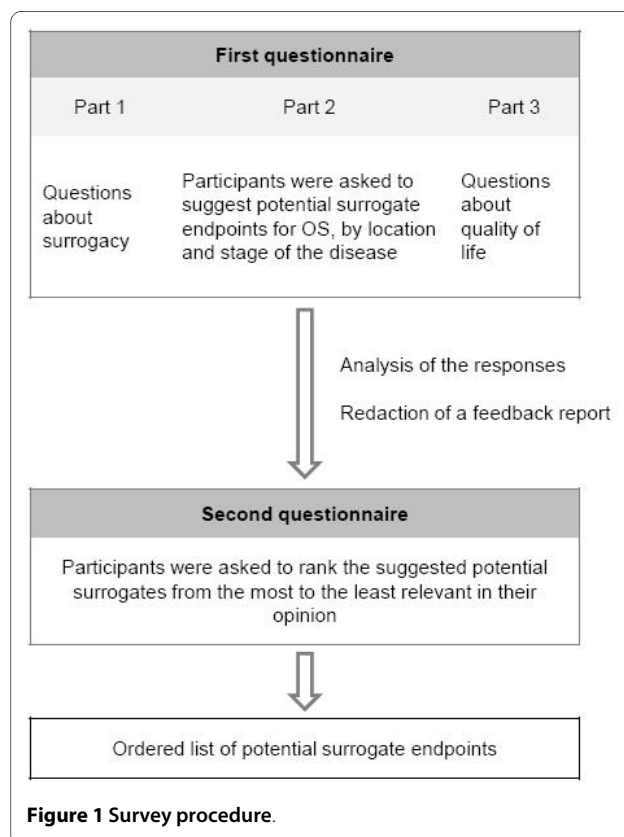 First questionnaire
Part 1
Part 2
Part 3
Questions
about
surrogacy
Participants were asked to
suggest potential surrogate
endpoints for OS, by location
and stage of the disease
Questions
about
quality of
life
Analysis of the responses
Redaction of a feedback report
Second questionnaire
Participants were asked to rank the suggested potential
surrogates from the most to the least relevant in their
opinion
Ordered list of potential surrogate endpoints
Figure 1 Survey procedure.